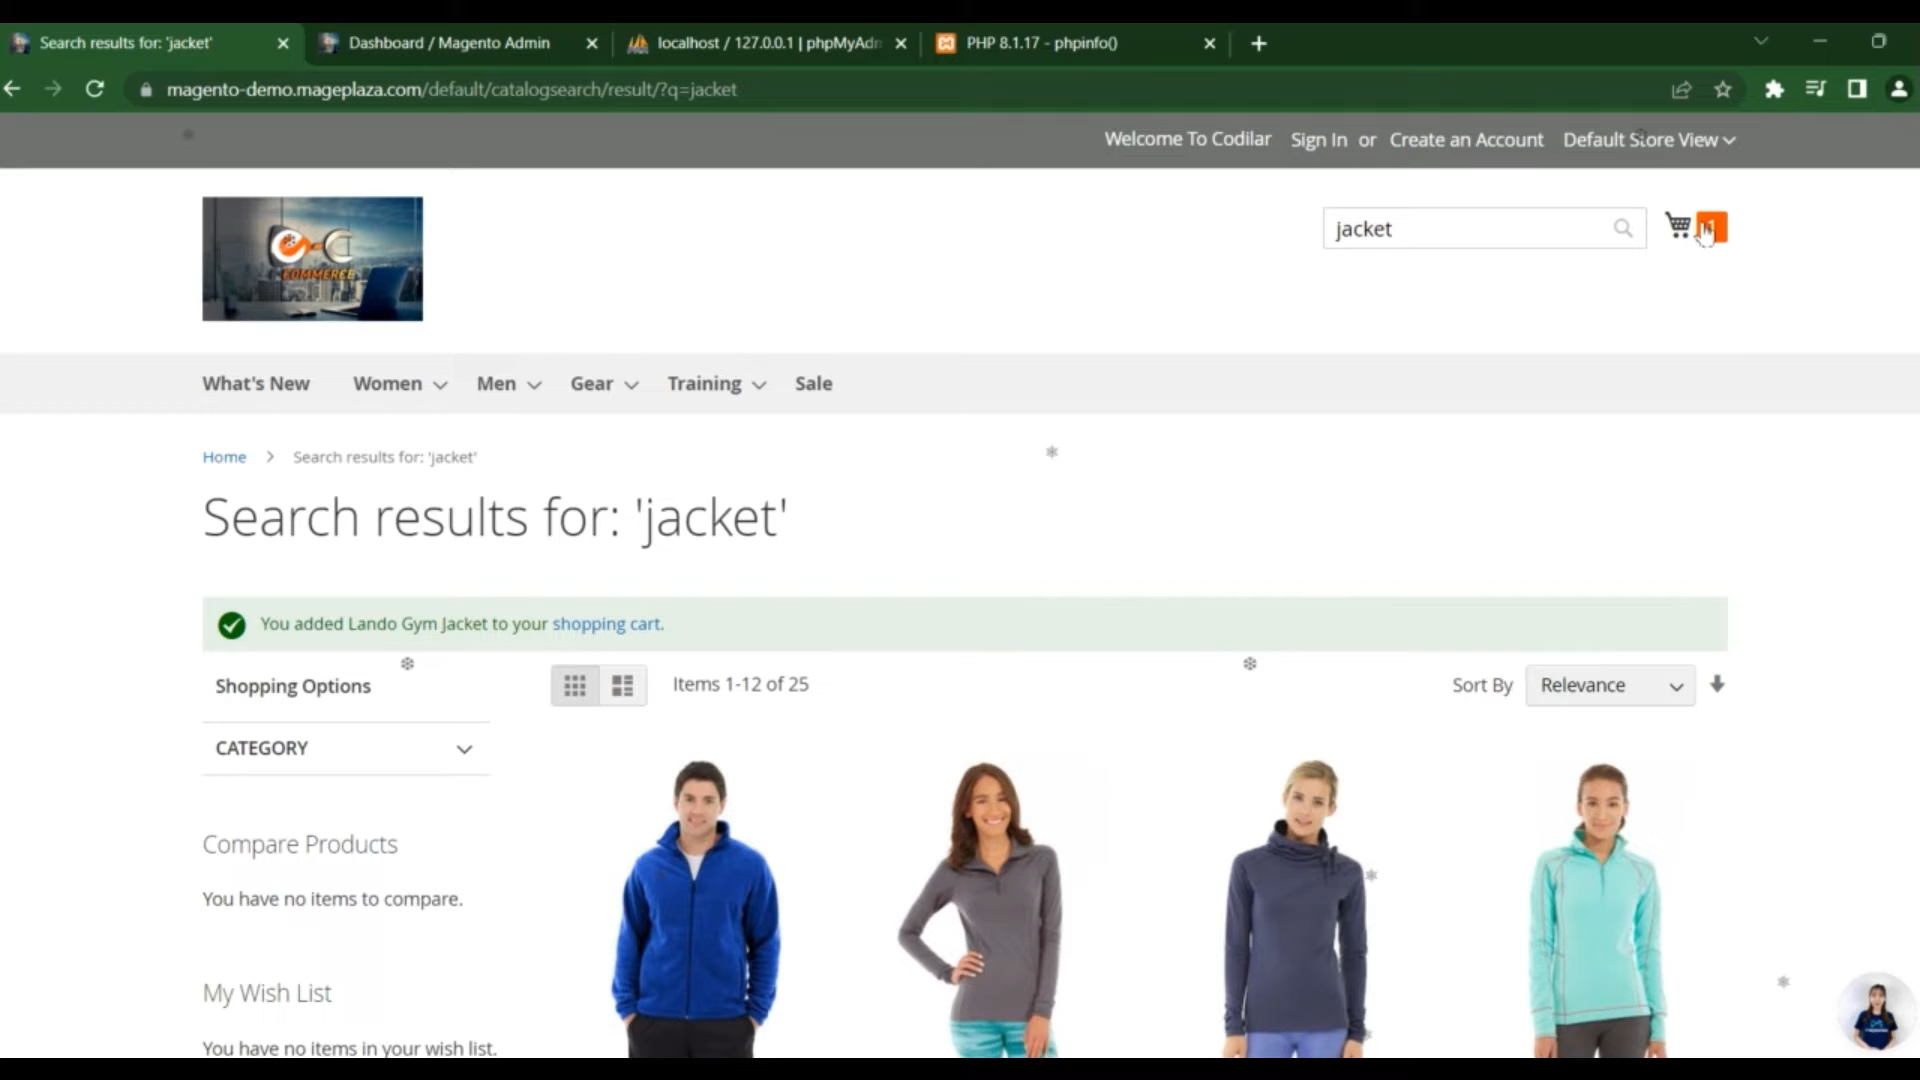 Search results for: 'jacket'
Dashboard / Magento Admin
localhost / 127.0.0.1 | phpMyAdm
PHP 8.1.17 - phpinfo()
magento-demo.mageplaza.com/default/catalogsearch/result/?q=jacket
Welcome To Codilar Sign In or Create an Account Default Store View
COMMERCE
jacket
What's New Women Men Gear Training Sale
Home Search results for: 'jacket'
Search results for: 'jacket'
You added Lando Gym Jacket to your shopping cart.
Shopping Options
Items 1-12 of 25
Sort By Relevance
CATEGORY
Compare Products
You have no items to compare.
My Wish List
You have no items in your wish list.